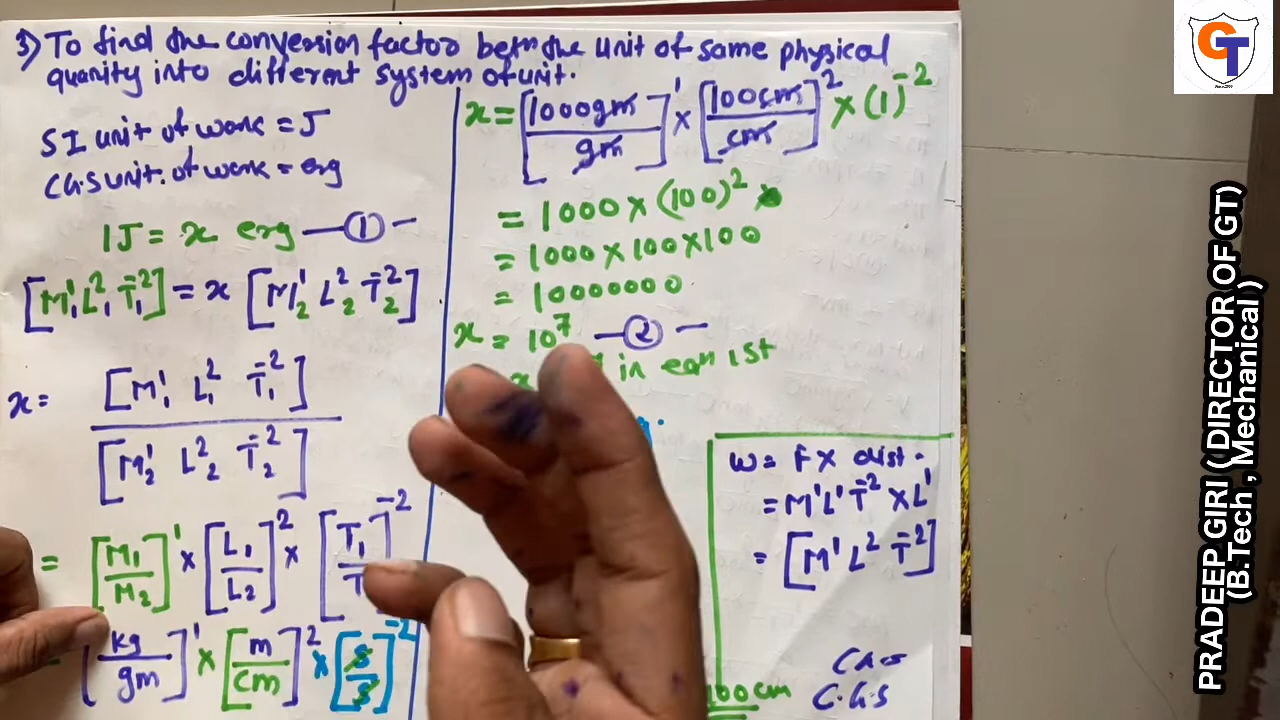 3) To find the conversion factor betn the unit of same physical
quanity into different system of unit.
SI unit of work = J
CG.S unit. of work = erg
1J = x erg —①—
[M₁¹ L₁² T₁⁻²] = x [M₂¹ L₂² T₂⁻²]
x = [M₁¹ L₁² T₁⁻²] / [M₂¹ L₂² T₂⁻²]
= [M₁/M₂]¹ × [L₁/L₂]² × [T₁/T]⁻²
= [kg/gm]¹ × [m/cm]² × [s/s]⁻²
x = [1000gm/gm]¹ × [100cm/cm]² × (1)⁻²
= 1000 × (100)²
= 1000 × 100 × 100
= 10000000
x = 10⁷ —②—
in eqn 1st
W = F × dist.
= M¹L¹T⁻² × L¹
= [M¹ L² T⁻²]
100 cm
C.G.S
GT
PRADEEP GIRI ( DIRECTOR OF GT)
(B.Tech , Mechanical )